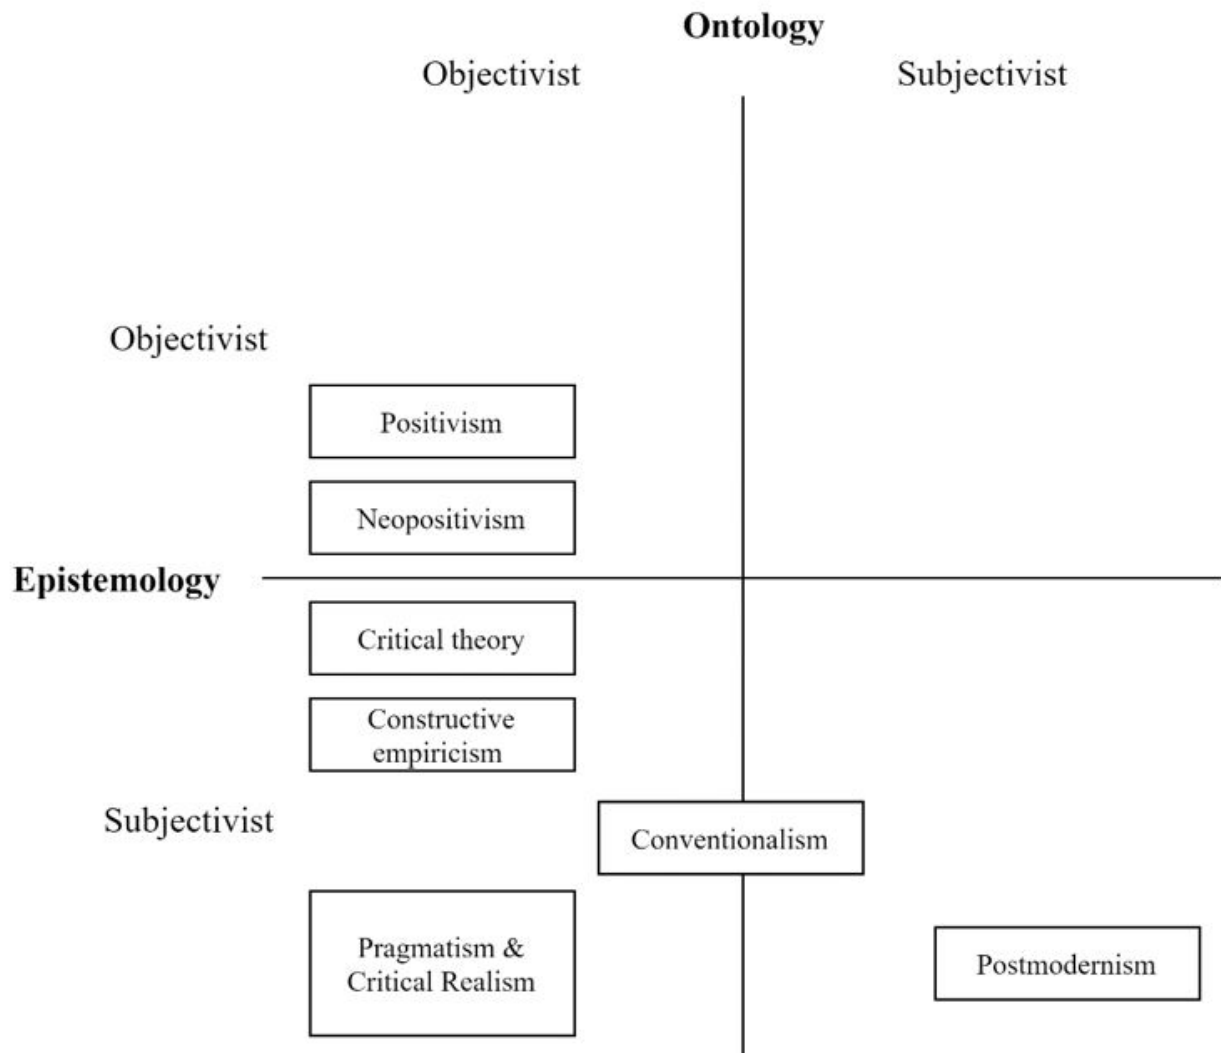 Ontology
Objectivist
Subjectivist
Objectivist
Positivism
Neopositivism
Epistemology
Critical theory
Constructive
empiricism
Subjectivist
Conventionalism
Pragmatism &
Critical Realism
Postmodernism